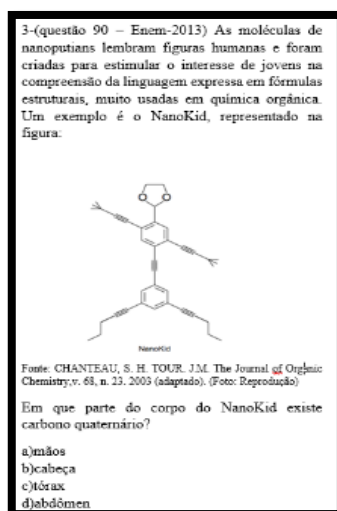 3-(questão 90 – Enem-2013) As moléculas de
nanoputians lembram figuras humanas e foram
criadas para estimular o interesse de jovens na
compreensão da linguagem expressa em fórmulas
estruturais, muito usadas em química orgânica.
Um exemplo é o NanoKid, representado na
figura:
O O
NanoKid
Fonte: CHANTEAU, S. H. TOUR. J.M. The Journal of Organic
Chemistry,v. 68, n. 23. 2003 (adaptado). (Foto: Reprodução)
Em que parte do corpo do NanoKid existe
carbono quaternário?
a)mãos
b)cabeça
c)tórax
d)abdômen